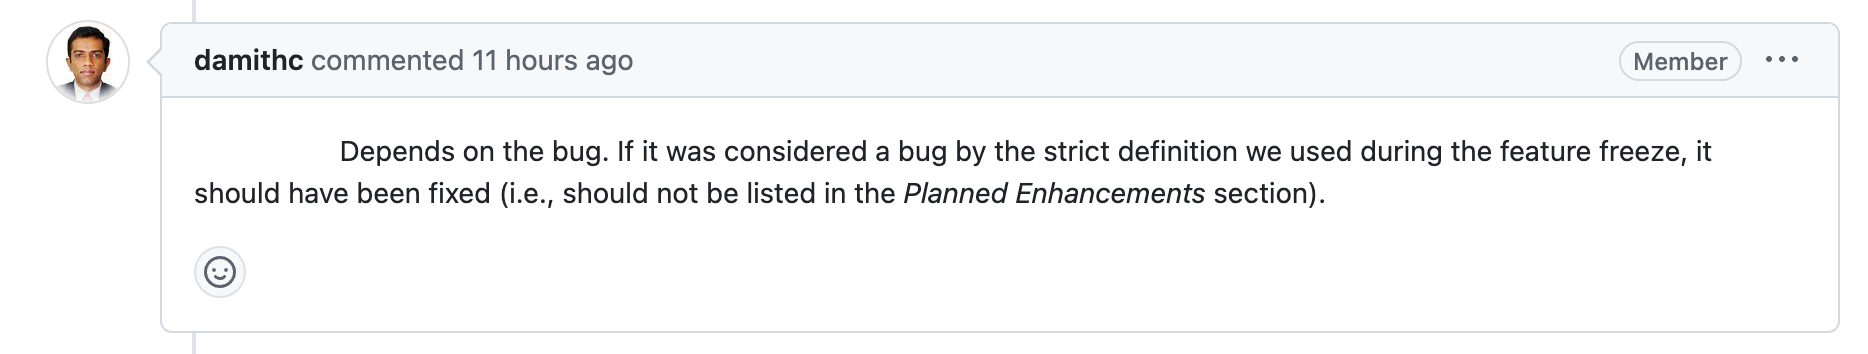 damithc commented 11 hours ago
Member
Depends on the bug. If it was considered a bug by the strict definition we used during the feature freeze, it
should have been fixed (i.e., should not be listed in the Planned Enhancements section).